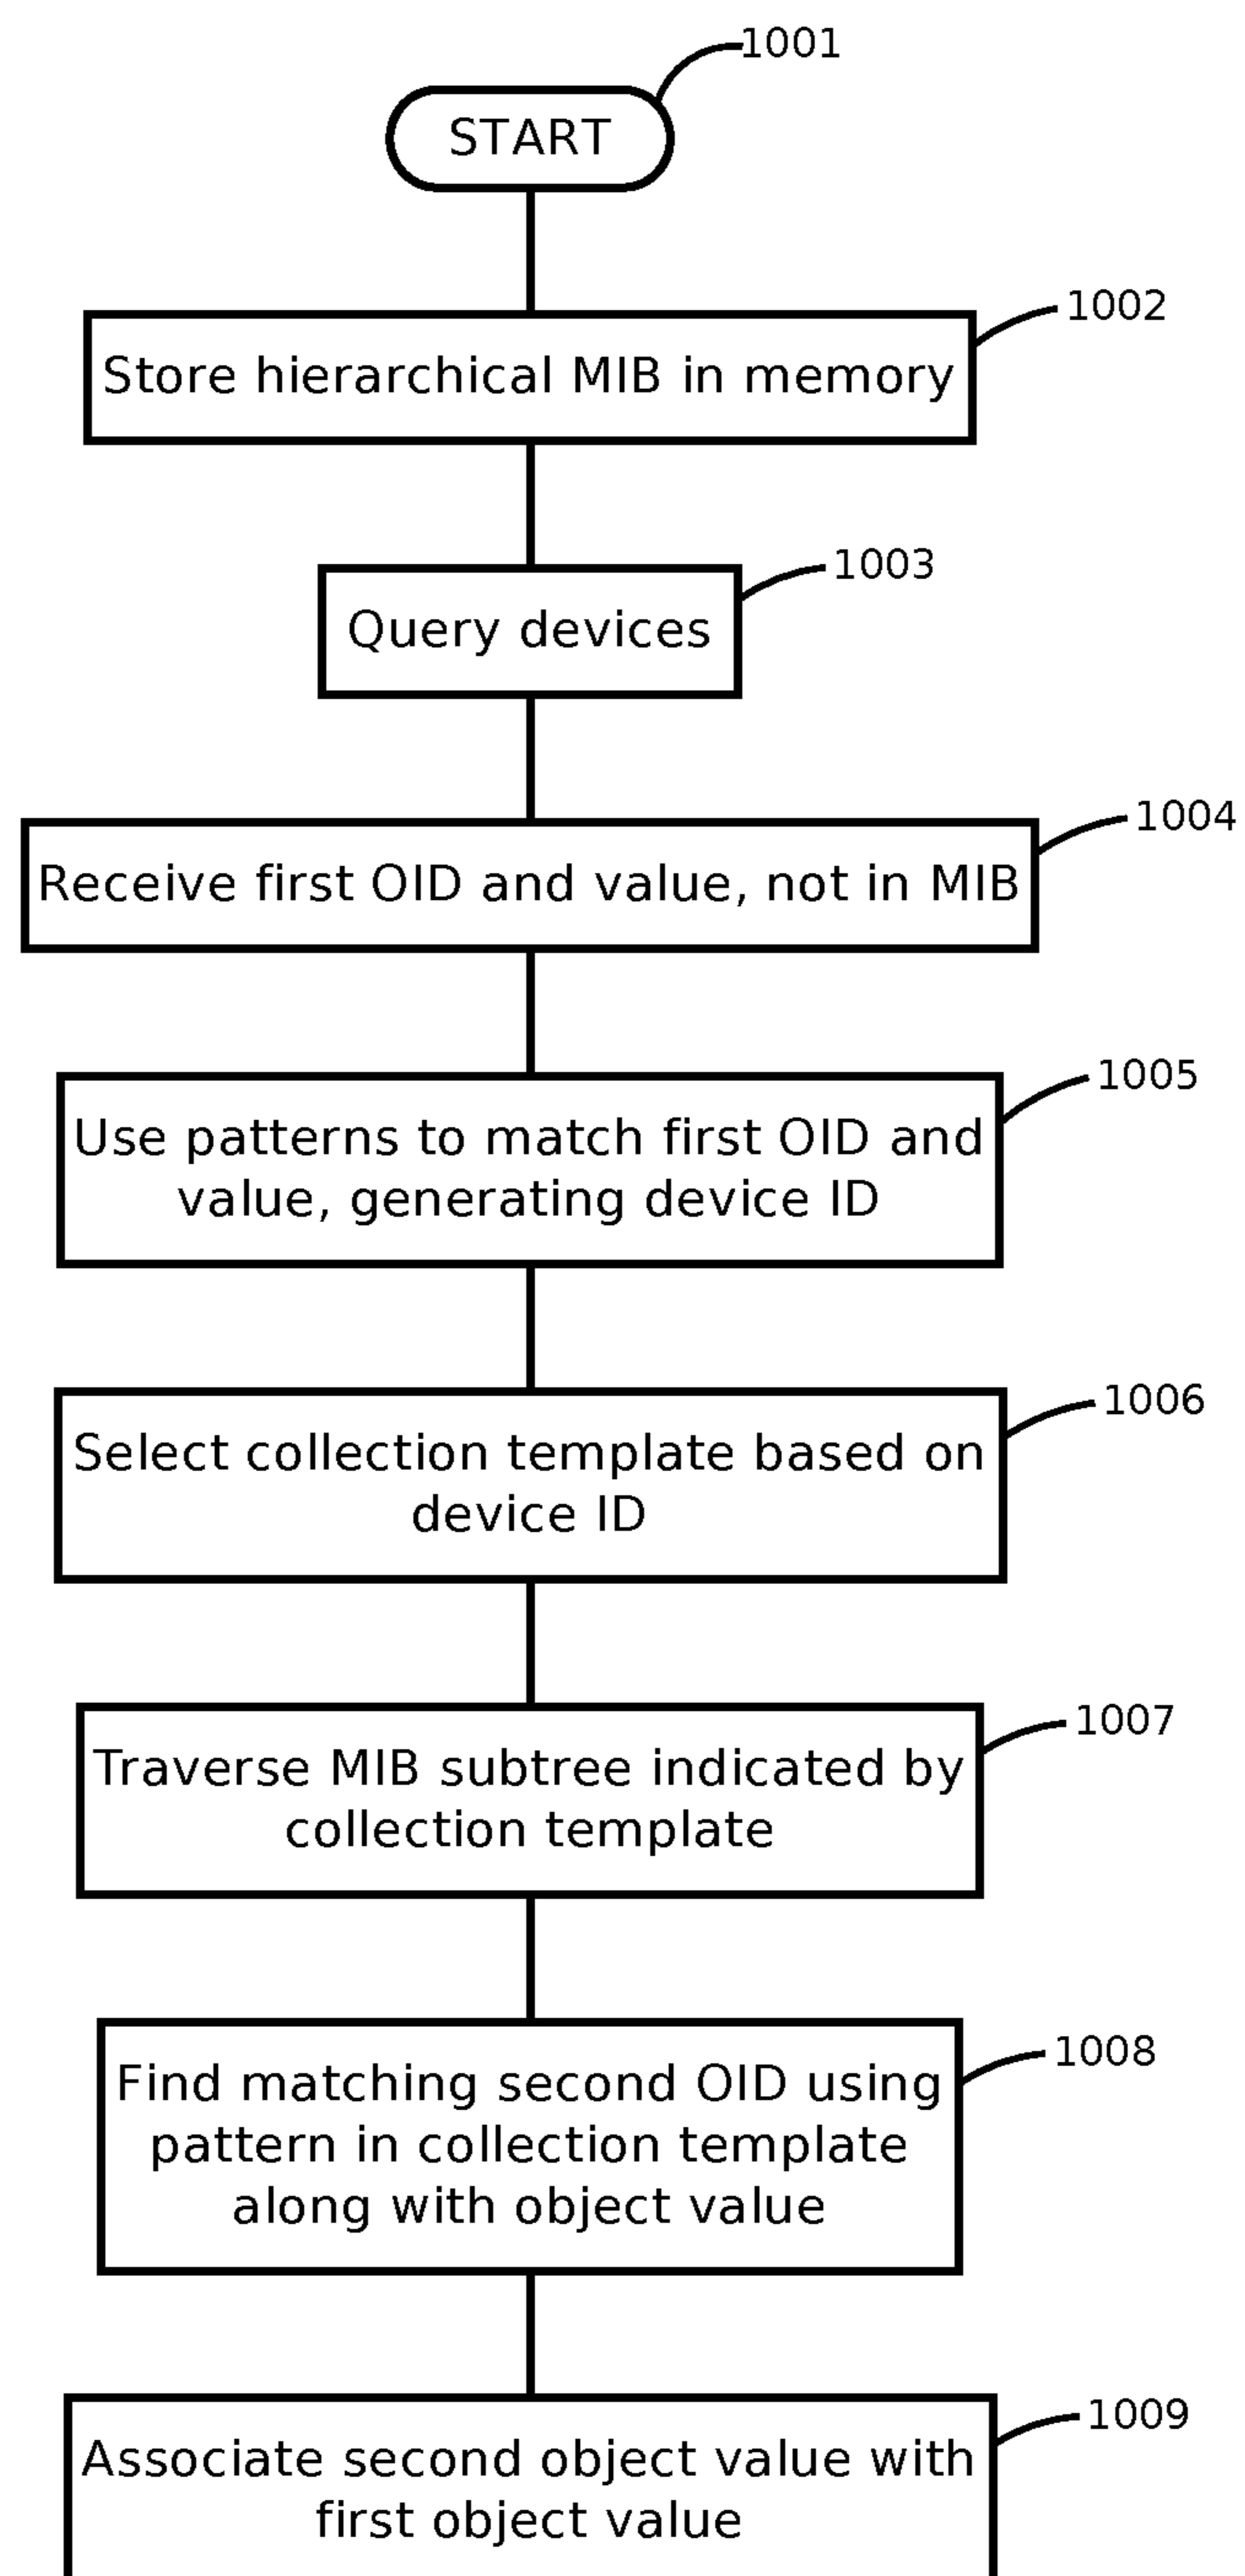 1001
START
1002
Store hierarchical MIB in memory
1003
Query devices
1004
Receive first OID and value, not in MIB
1005
Use patterns to match first OID and
value, generating device ID
1006
Select collection template based on
device ID
1007
Traverse MIB subtree indicated by
collection template
1008
Find matching second OID using
pattern in collection template
along with object value
1009
Associate second object value with
first object value